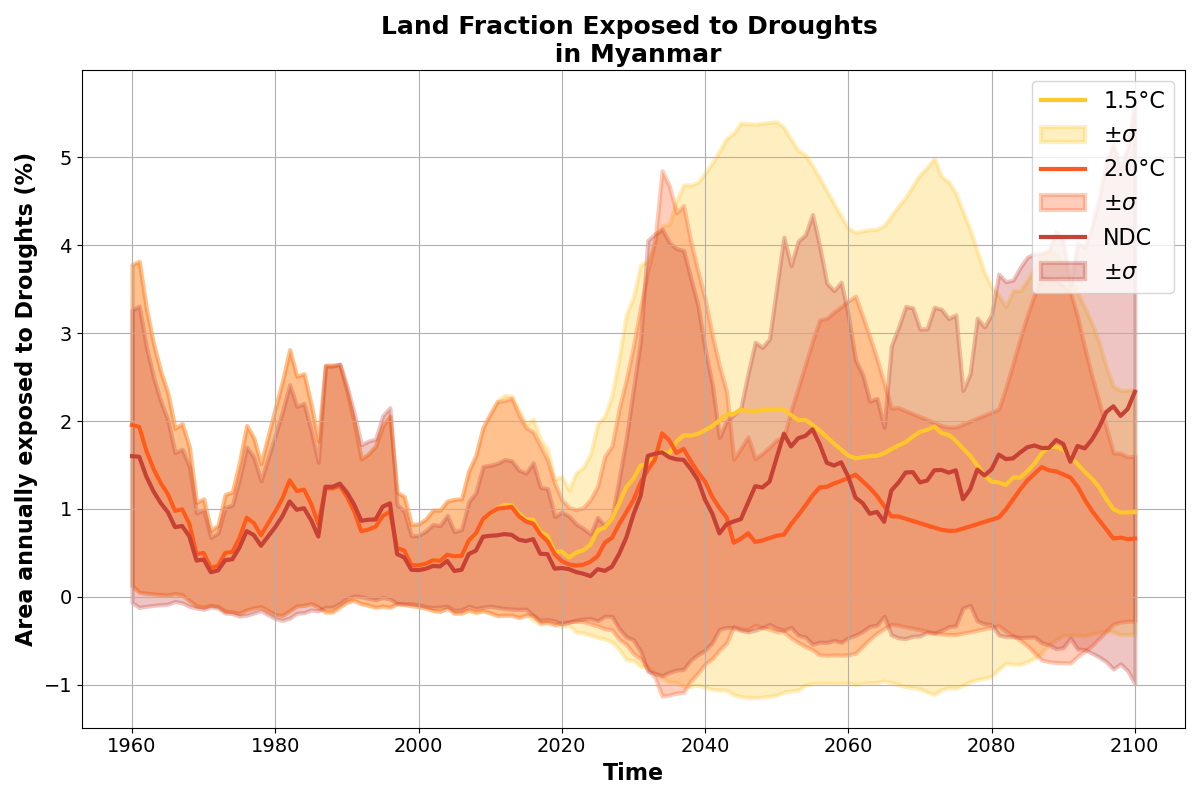 Land Fraction Exposed to Droughts
in Myanmar
Area annually exposed to Droughts (%)
5
4
3
2
1
0
−1
1960
1980
2000
2020
2040
2060
2080
2100
Time
1.5°C
±σ
2.0°C
±σ
NDC
±σ